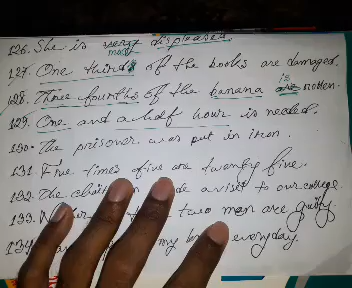 126. She is very much displeased.
127. One third of the books are damaged.
128. Three fourths of the banana is rotten.
129. One and a half hour is needed.
130. The prisoner was put in iron.
131. Five times five are twenty five.
132. The de a visit to our college.
133. two men are guilty.
134. my everyday.